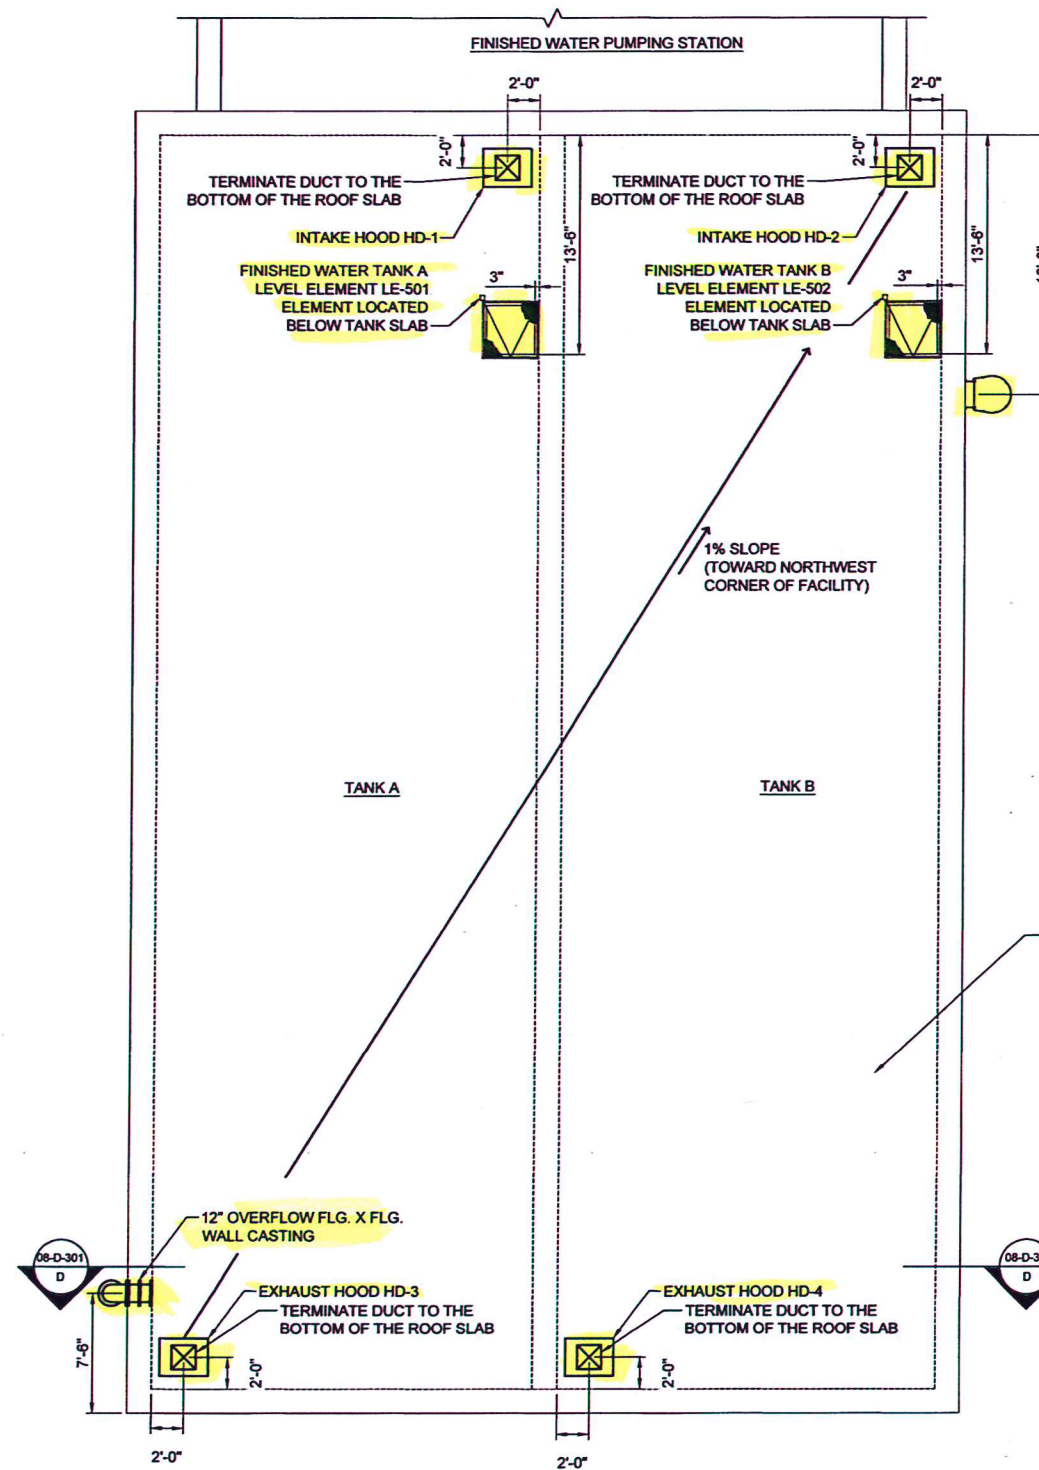 FINISHED WATER PUMPING STATION
2'-0"
2'-0"
2'-0"
2'-0"
TERMINATE DUCT TO THE
BOTTOM OF THE ROOF SLAB
TERMINATE DUCT TO THE
BOTTOM OF THE ROOF SLAB
INTAKE HOOD HD-1
INTAKE HOOD HD-2
13'-6"
13'-6"
FINISHED WATER TANK A
LEVEL ELEMENT LE-501
ELEMENT LOCATED
BELOW TANK SLAB
3"
FINISHED WATER TANK B
LEVEL ELEMENT LE-502
ELEMENT LOCATED
BELOW TANK SLAB
3"
1% SLOPE
(TOWARD NORTHWEST
CORNER OF FACILITY)
TANK A
TANK B
12" OVERFLOW FLG. X FLG.
WALL CASTING
08-D-301
D
08-D-3
D
EXHAUST HOOD HD-3
TERMINATE DUCT TO THE
BOTTOM OF THE ROOF SLAB
EXHAUST HOOD HD-4
TERMINATE DUCT TO THE
BOTTOM OF THE ROOF SLAB
7'-6"
2'-0"
2'-0"
2'-0"
2'-0"